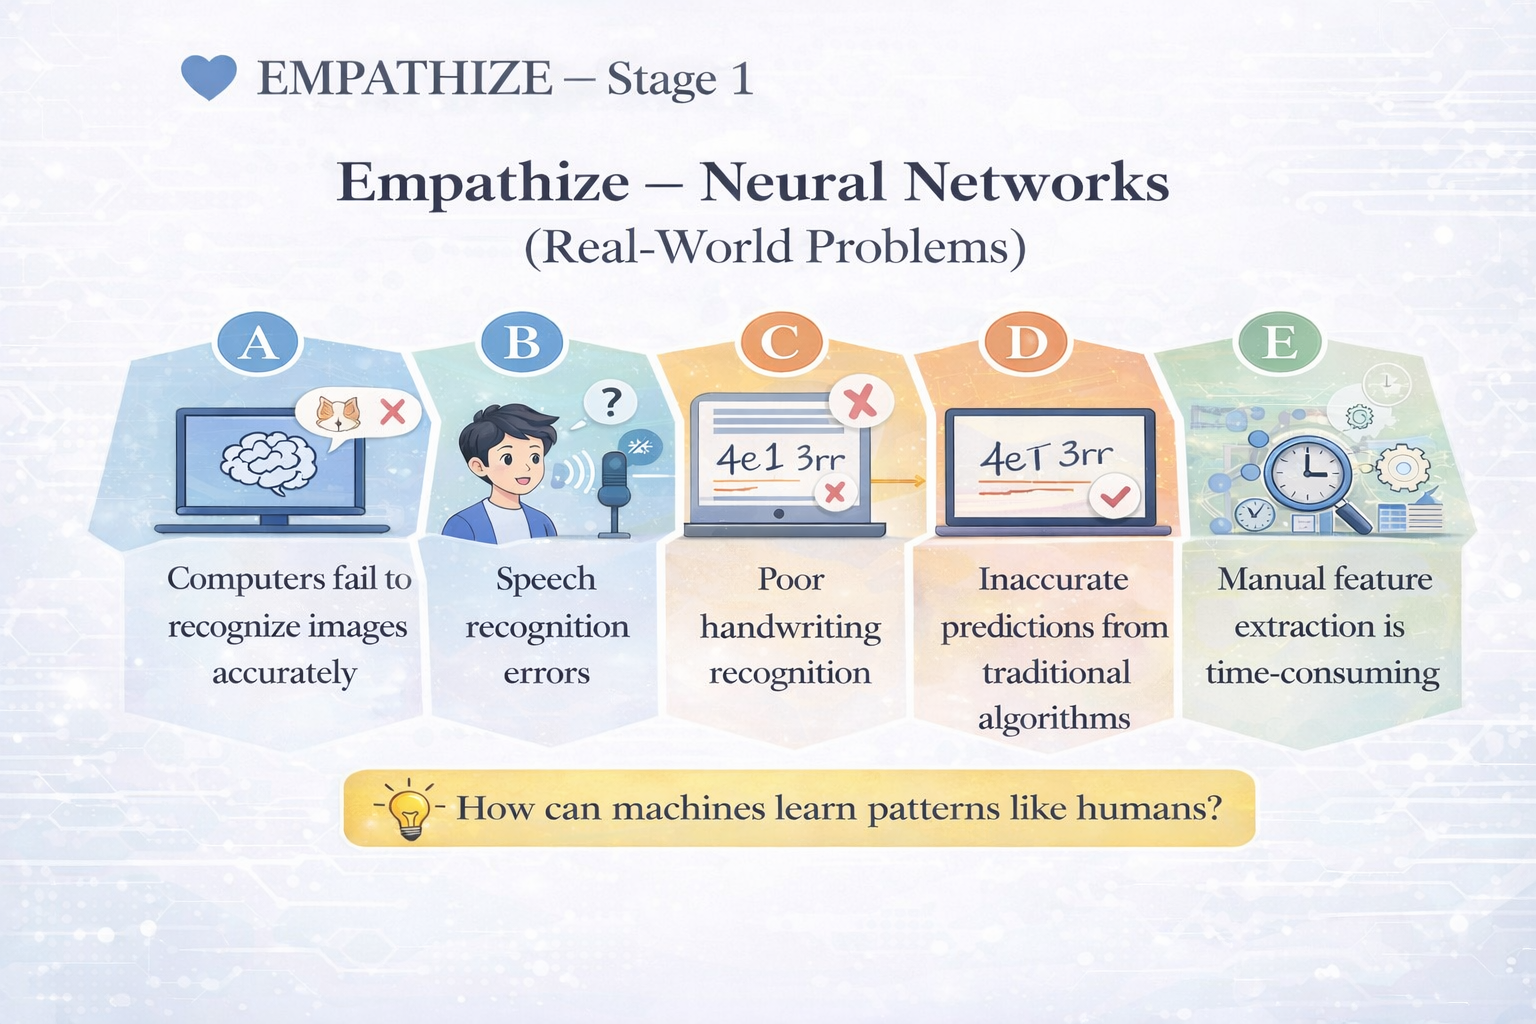 EMPATHIZE – Stage 1
Empathize – Neural Networks
(Real-World Problems)
A
B
C
D
E
?
4e1 3rr
4eT 3rr
Computers fail to
recognize images
accurately
Speech
recognition
errors
Poor
handwriting
recognition
Inaccurate
predictions from
traditional
algorithms
Manual feature
extraction is
time-consuming
How can machines learn patterns like humans?